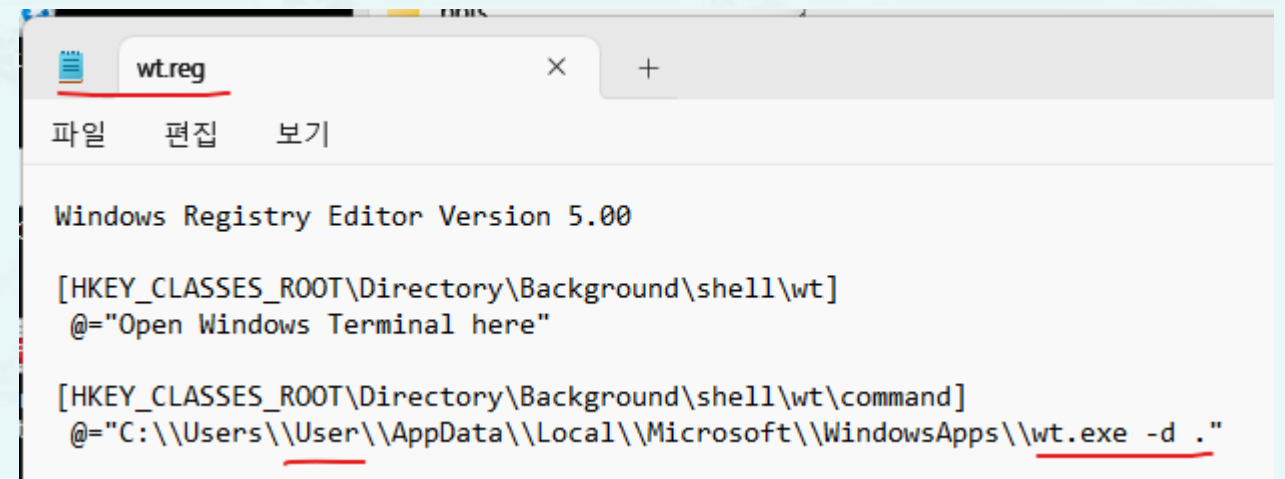 wt.reg
파일 편집 보기
Windows Registry Editor Version 5.00
[HKEY_CLASSES_ROOT\Directory\Background\shell\wt]
@="Open Windows Terminal here"
[HKEY_CLASSES_ROOT\Directory\Background\shell\wt\command]
@="C:\\Users\\User\\AppData\\Local\\Microsoft\\WindowsApps\\wt.exe -d ."